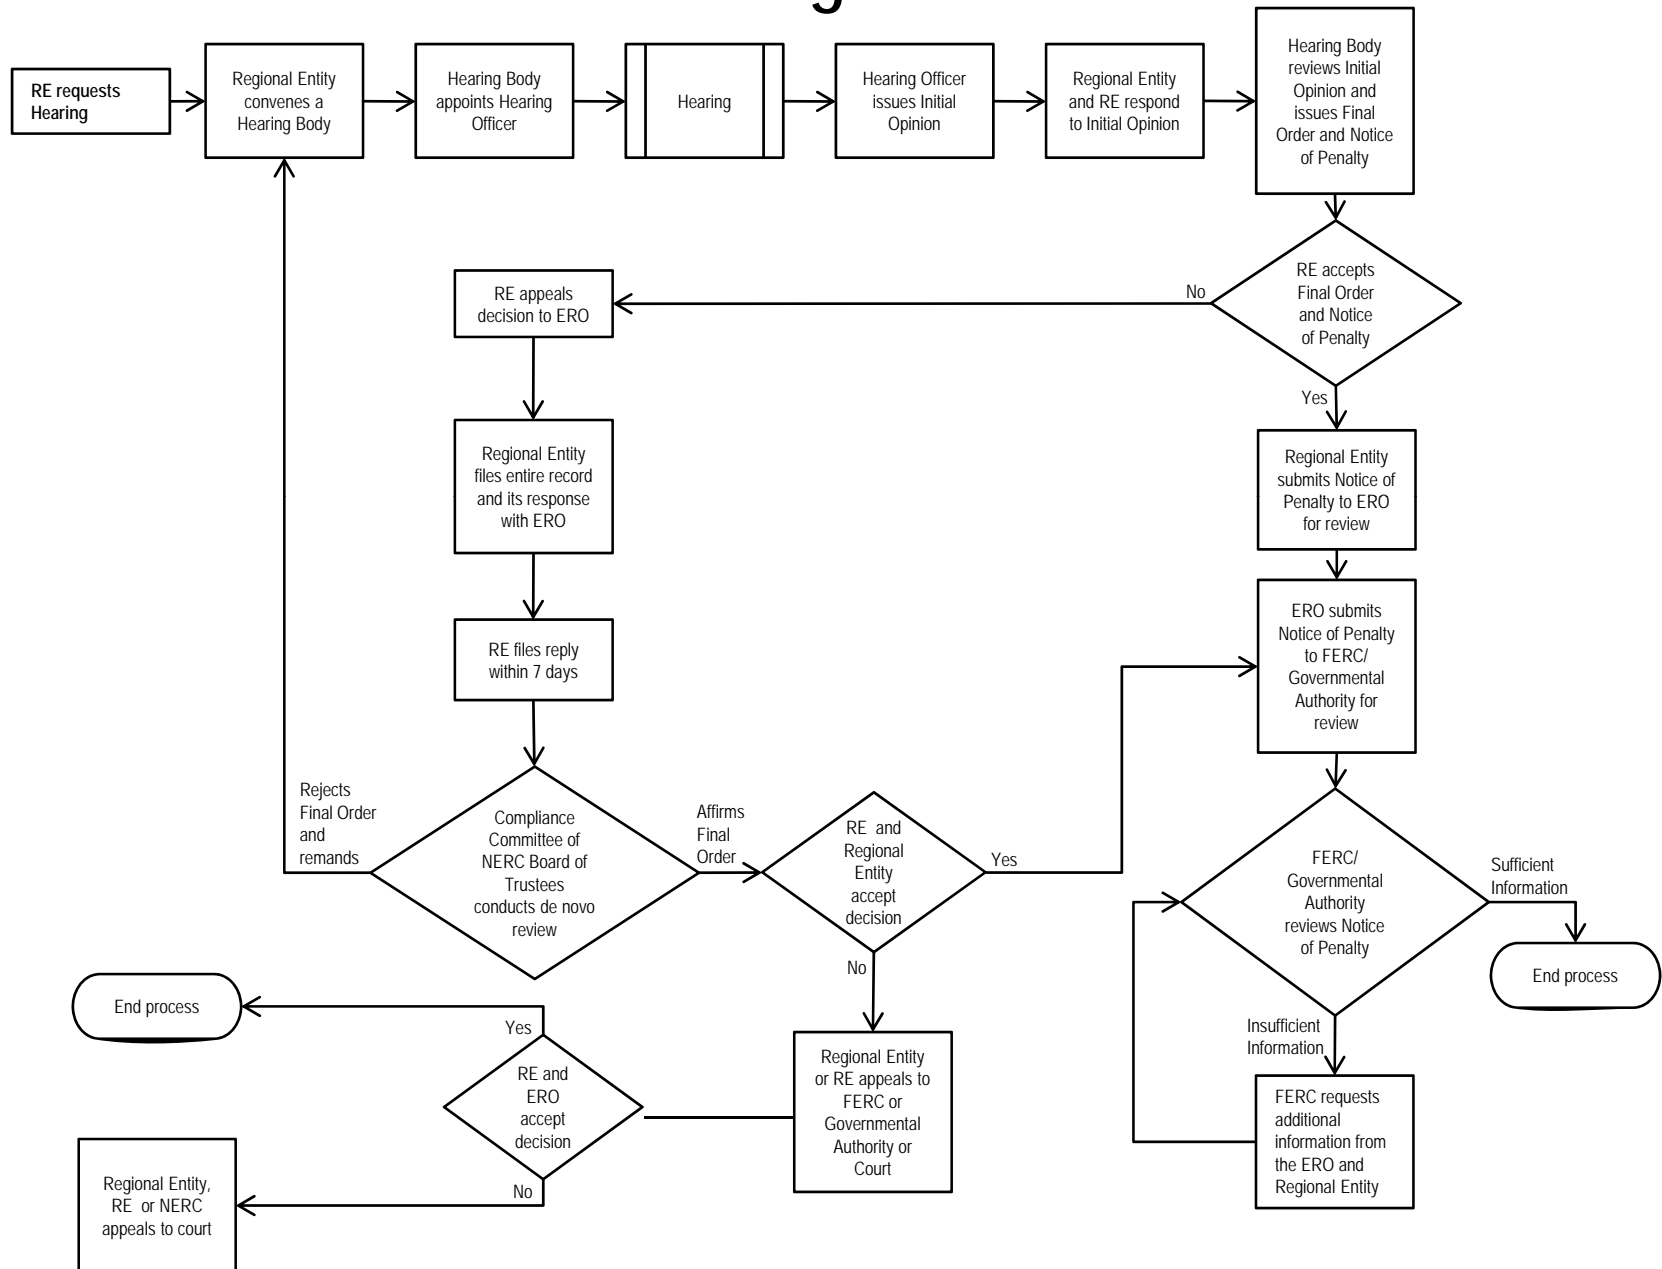 RE requests
Hearing
Regional Entity
convenes a
Hearing Body
Hearing Body
appoints Hearing
Officer
Hearing
Hearing Officer
issues Initial
Opinion
Regional Entity
and RE respond
to Initial Opinion
Hearing Body
reviews Initial
Opinion and
issues Final
Order and Notice
of Penalty
RE accepts
Final Order
and Notice
of Penalty
No
Yes
RE appeals
decision to ERO
Regional Entity
files entire record
and its response
with ERO
RE files reply
within 7 days
Regional Entity
submits Notice of
Penalty to ERO
for review
ERO submits
Notice of Penalty
to FERC/
Governmental
Authority for
review
Rejects
Final Order
and
remands
Compliance
Committee of
NERC Board of
Trustees
conducts de novo
review
Affirms
Final
Order
RE and
Regional
Entity
accept
decision
Yes
No
FERC/
Governmental
Authority
reviews Notice
of Penalty
Sufficient
Information
End process
Insufficient
Information
FERC requests
additional
information from
the ERO and
Regional Entity
Regional Entity
or RE appeals to
FERC or
Governmental
Authority or
Court
RE and
ERO
accept
decision
Yes
End process
No
Regional Entity,
RE or NERC
appeals to court